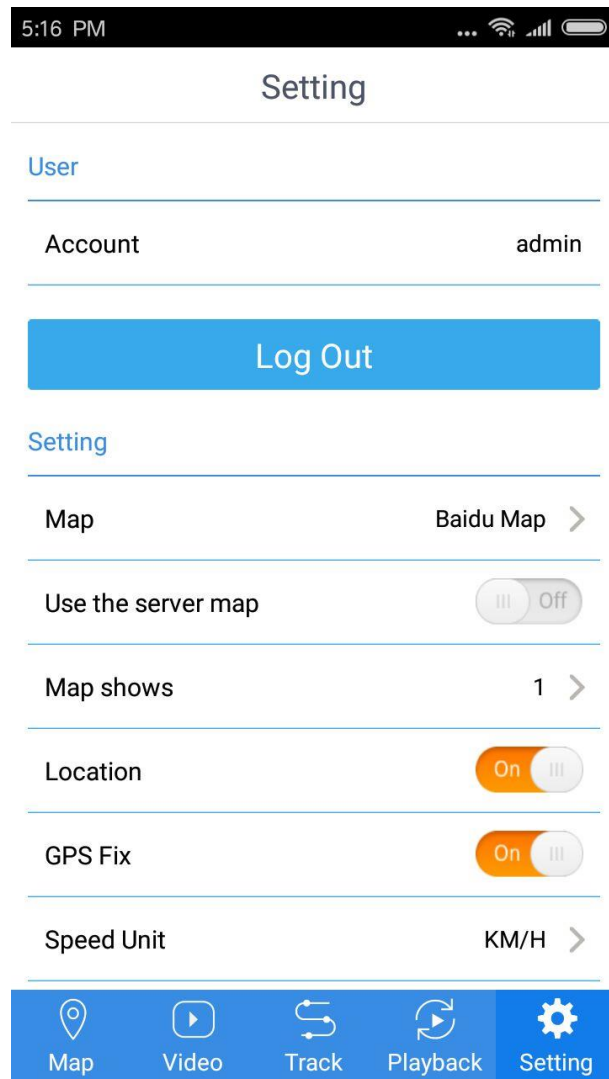 5:16 PM
Setting
User
Account admin
Log Out
Setting
Map Baidu Map
Use the server map Off
Map shows 1
Location On
GPS Fix On
Speed Unit KM/H
Map Video Track Playback Setting